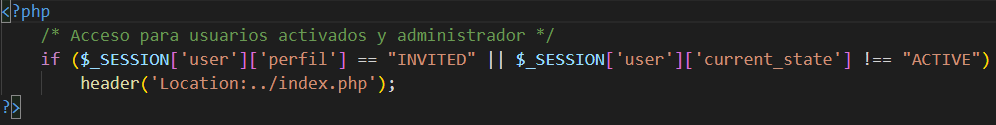 <?php
    /* Acceso para usuarios activados y administrador */
    if ($_SESSION['user']['perfil'] == "INVITED" || $_SESSION['user']['current_state'] !== "ACTIVE")
        header('Location:../index.php');
?>